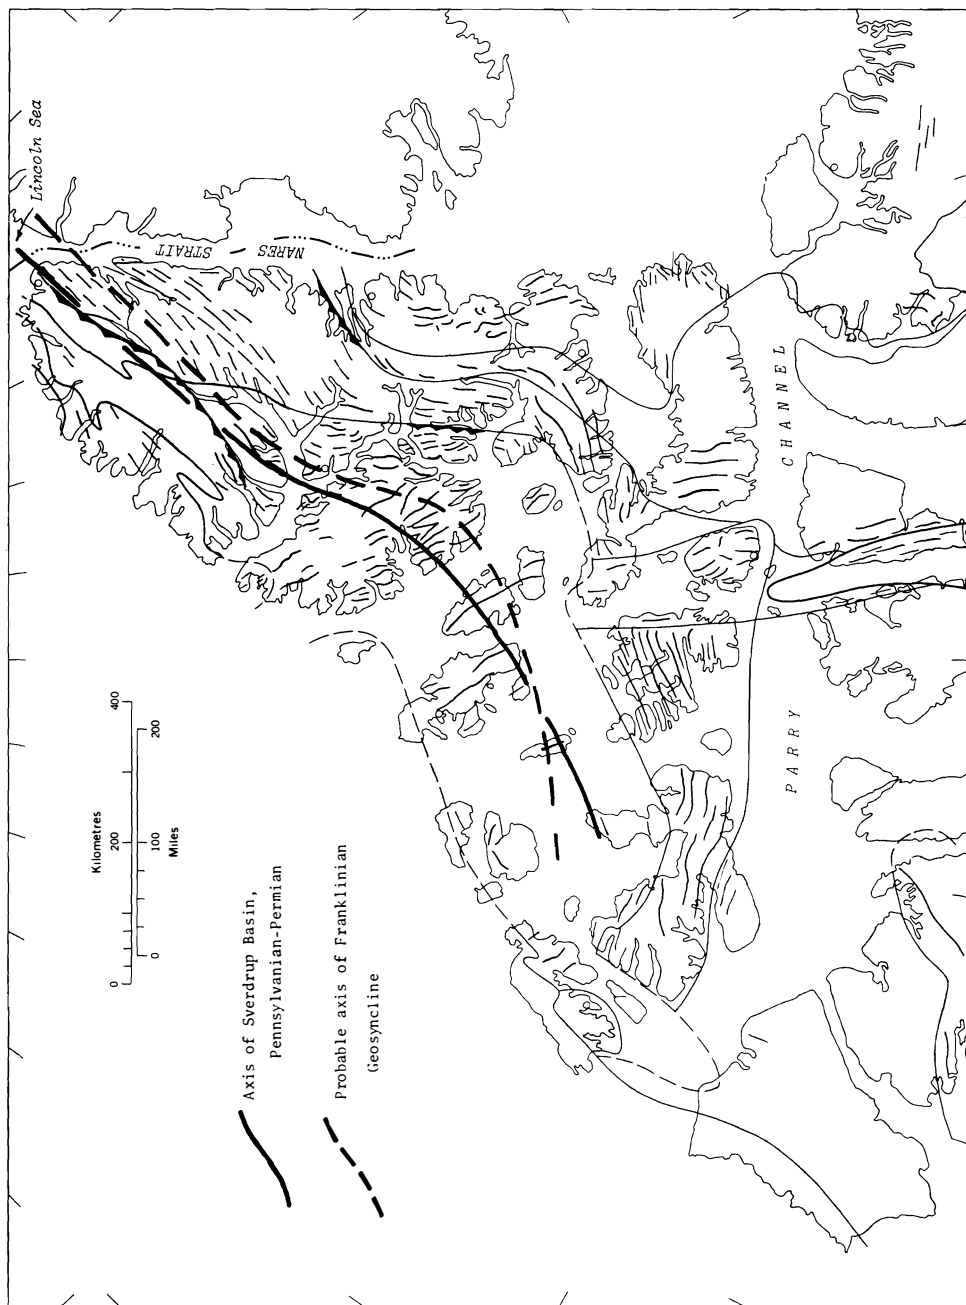 Lincoln Sea
NARES STRAIT
CHANNEL
PARRY
Kilometres
0 200 400
0 100 200
Miles
Axis of Sverdrup Basin,
Pennsylvanian-Permian
Probable axis of Franklinian
Geosyncline